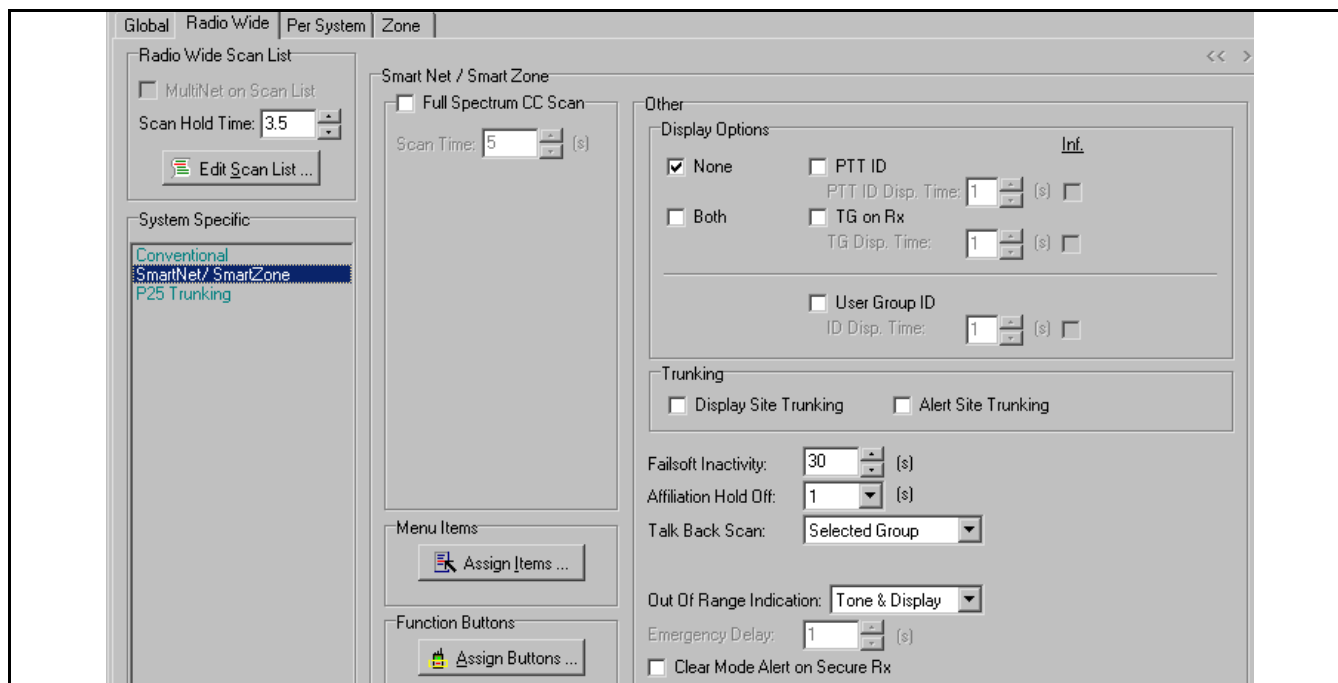 Global Radio Wide Per System Zone
Radio Wide Scan List
MultiNet on Scan List
Scan Hold Time: 3.5
Edit Scan List ...
System Specific
Conventional
SmartNet/ SmartZone
P25 Trunking
<< >
Smart Net / Smart Zone
Full Spectrum CC Scan
Scan Time: 5 (s)
Menu Items
Assign Items ...
Function Buttons
Assign Buttons ...
Other
Display Options
Inf.
None PTT ID
PTT ID Disp. Time: 1 (s)
Both TG on Rx
TG Disp. Time: 1 (s)
User Group ID
ID Disp. Time: 1 (s)
Trunking
Display Site Trunking Alert Site Trunking
Failsoft Inactivity: 30 (s)
Affiliation Hold Off: 1 (s)
Talk Back Scan: Selected Group
Out Of Range Indication: Tone & Display
Emergency Delay: 1 (s)
Clear Mode Alert on Secure Rx